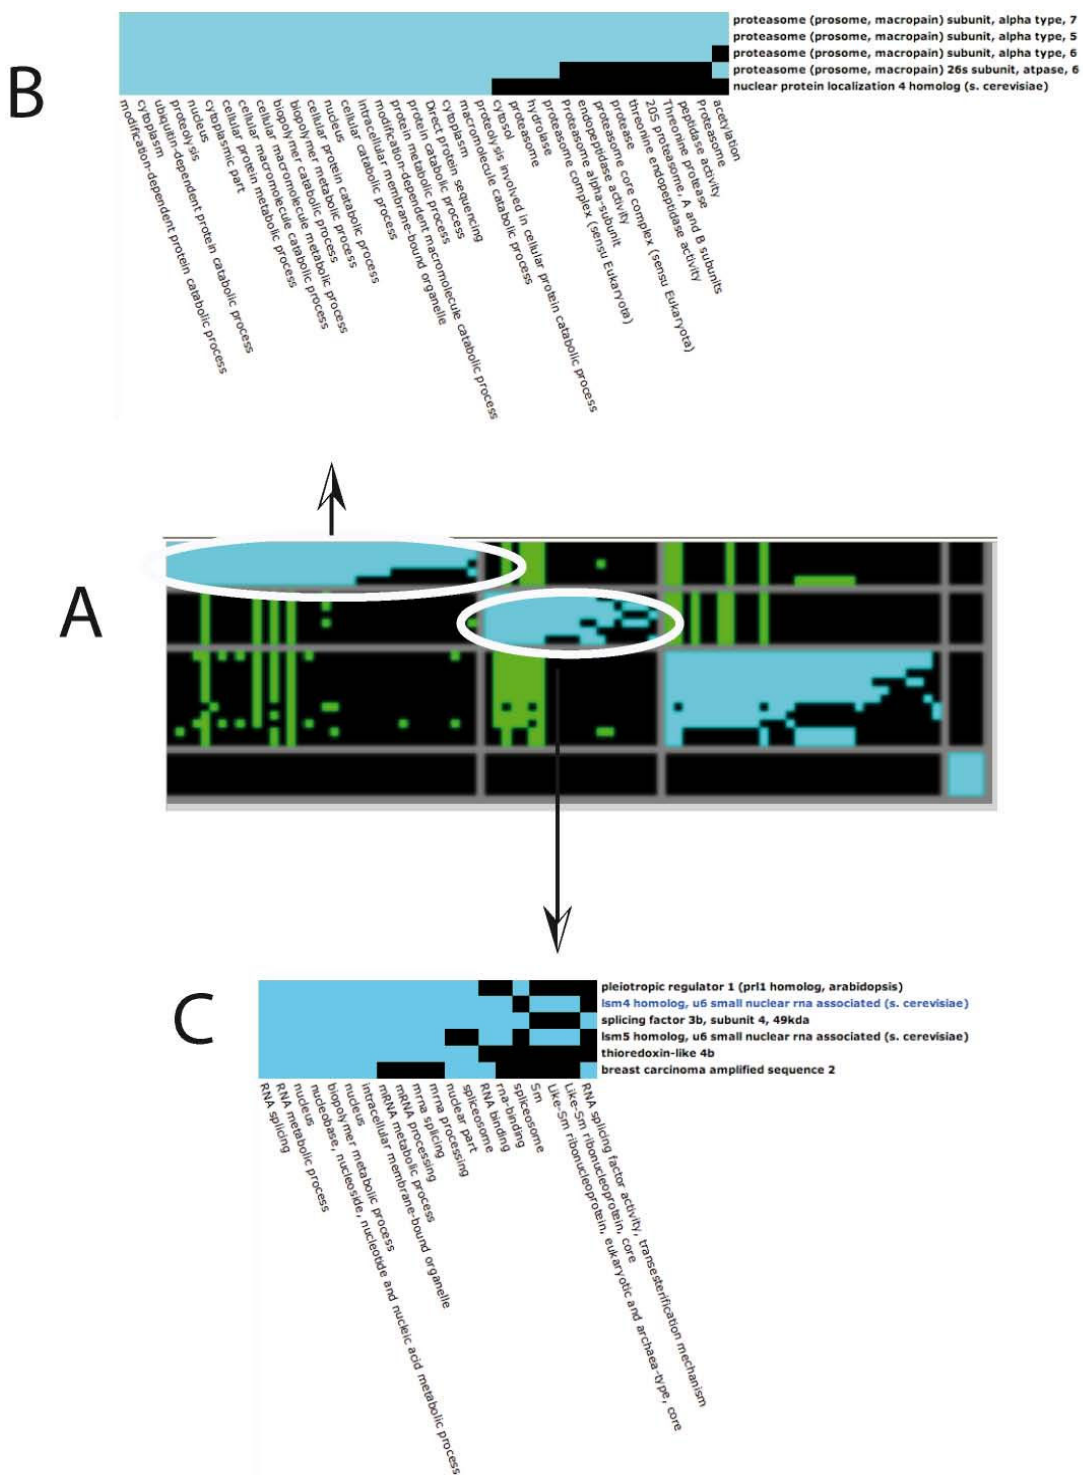 B
proteasome (prosome, macropain) subunit, alpha type, 7
proteasome (prosome, macropain) subunit, alpha type, 5
proteasome (prosome, macropain) subunit, alpha type, 6
proteasome (prosome, macropain) 26s subunit, atpase, 6
nuclear protein localization 4 homolog (s. cerevisiae)
modification-dependent protein catabolic process
cytoplasm
ubiquitin-dependent protein catabolic process
proteolysis
nucleus
cytoplasmic part
cellular protein metabolic process
cellular macromolecule catabolic process
cellular macromolecule metabolic process
biopolymer catabolic process
biopolymer metabolic process
cellular protein catabolic process
nucleus
cellular catabolic process
intracellular membrane-bound organelle
modification-dependent macromolecule catabolic process
protein metabolic process
protein catabolic process
Direct protein sequencing
cytoplasm
macromolecule catabolic process
proteolysis involved in cellular protein catabolic process
cytosol
proteasome
hydrolase
proteasome complex (sensu Eukaryota)
Proteasome alpha-subunit
endopeptidase activity
proteasome core complex (sensu Eukaryota)
protease
threonine endopeptidase activity
20S proteasome, A and B subunits
Threonine protease
peptidase activity
Proteasome
acetylation
A
C
pleiotropic regulator 1 (prl1 homolog, arabidopsis)
lsm4 homolog, u6 small nuclear rna associated (s. cerevisiae)
splicing factor 3b, subunit 4, 49kda
lsm5 homolog, u6 small nuclear rna associated (s. cerevisiae)
thioredoxin-like 4b
breast carcinoma amplified sequence 2
RNA splicing
RNA metabolic process
nucleus
nucleobase, nucleoside, nucleotide and nucleic acid metabolic process
biopolymer metabolic process
nucleus
intracellular membrane-bound organelle
mRNA metabolic process
mRNA processing
mrna splicing
mrna processing
nuclear part
spliceosome
RNA binding
rna-binding
spliceosome
Sm
Like-Sm ribonucleoprotein, eukaryotic and archaea-type, core
Like-Sm ribonucleoprotein, core
RNA splicing factor activity, transesterification mechanism